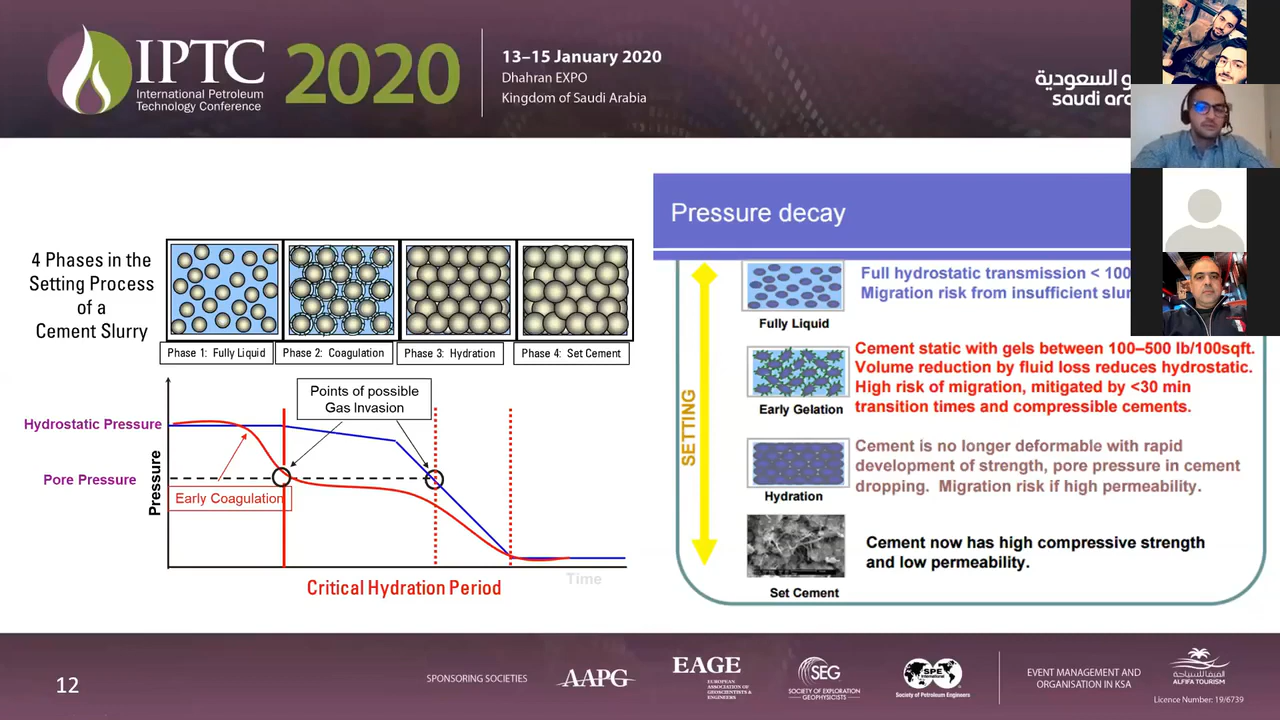 IPTC
International Petroleum
Technology Conference
2020
13–15 January 2020
Dhahran EXPO
Kingdom of Saudi Arabia
السعودية
saudi
4 Phases in the
Setting Process
of a
Cement Slurry
Phase 1: Fully Liquid
Phase 2: Coagulation
Phase 3: Hydration
Phase 4: Set Cement
Points of possible
Gas Invasion
Hydrostatic Pressure
Pore Pressure
Pressure
Early Coagulation
Time
Critical Hydration Period
Pressure decay
SETTING
Full hydrostatic transmission < 100
Migration risk from insufficient
Fully Liquid
Cement static with gels between 100–500 lb/100sqft.
Volume reduction by fluid loss reduces hydrostatic.
High risk of migration, mitigated by <30 min
transition times and compressible cements.
Early Gelation
Cement is no longer deformable with rapid
development of strength, pore pressure in cement
dropping. Migration risk if high permeability.
Hydration
Cement now has high compressive strength
and low permeability.
Set Cement
12
SPONSORING SOCIETIES
AAPG
EAGE
EUROPEAN
ASSOCIATION OF
GEOSCIENTISTS &
ENGINEERS
SEG
SOCIETY OF EXPLORATION
GEOPHYSICISTS
SPE
International
Society of Petroleum Engineers
EVENT MANAGEMENT AND
ORGANISATION IN KSA
ALFIFA TOURISM
Licence Number: 19/6739